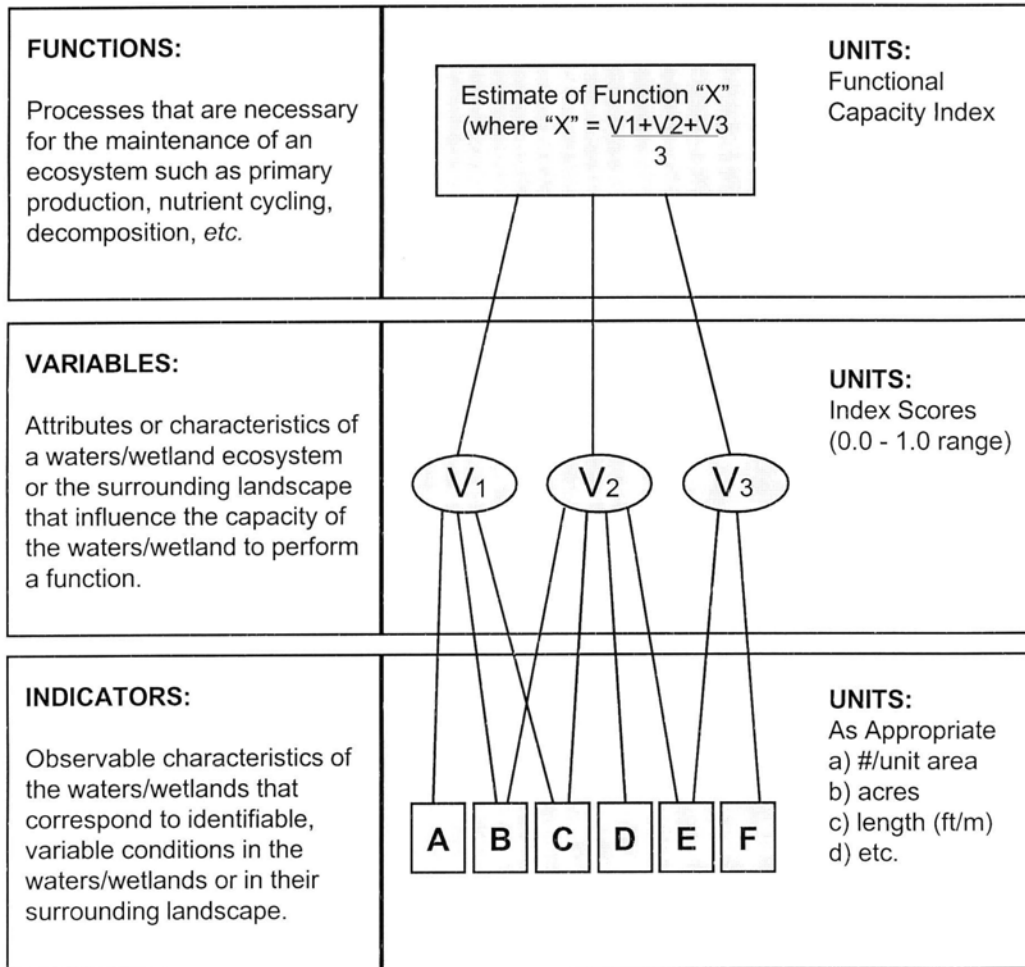 FUNCTIONS:
Processes that are necessary
for the maintenance of an
ecosystem such as primary
production, nutrient cycling,
decomposition, etc.
Estimate of Function “X”
(where “X” = V1+V2+V3
3
UNITS:
Functional
Capacity Index
VARIABLES:
Attributes or characteristics of
a waters/wetland ecosystem
or the surrounding landscape
that influence the capacity of
the waters/wetland to perform
a function.
V1
V2
V3
UNITS:
Index Scores
(0.0 - 1.0 range)
INDICATORS:
Observable characteristics of
the waters/wetlands that
correspond to identifiable,
variable conditions in the
waters/wetlands or in their
surrounding landscape.
A B C D E F
UNITS:
As Appropriate
a) #/unit area
b) acres
c) length (ft/m)
d) etc.